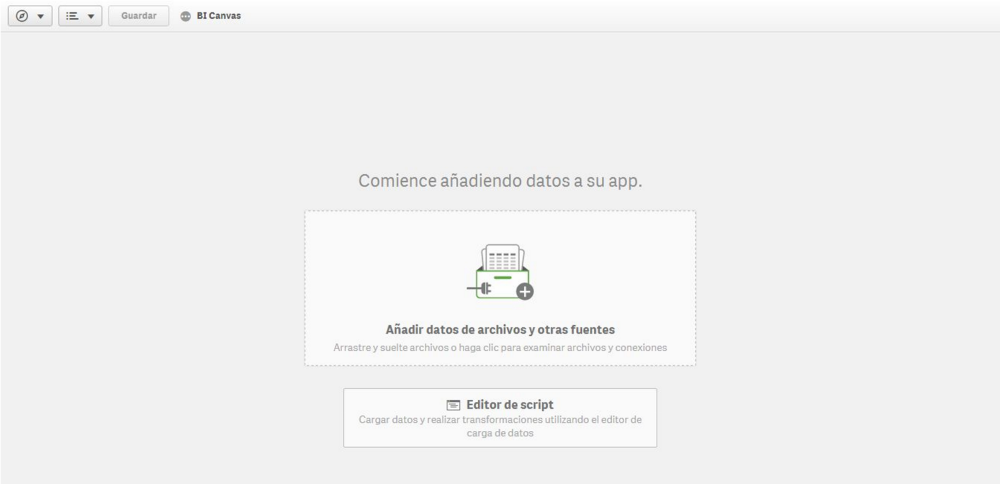 Guardar
BI Canvas
Comience añadiendo datos a su app.
Añadir datos de archivos y otras fuentes
Arrastre y suelte archivos o haga clic para examinar archivos y conexiones
Editor de script
Cargar datos y realizar transformaciones utilizando el editor de
carga de datos